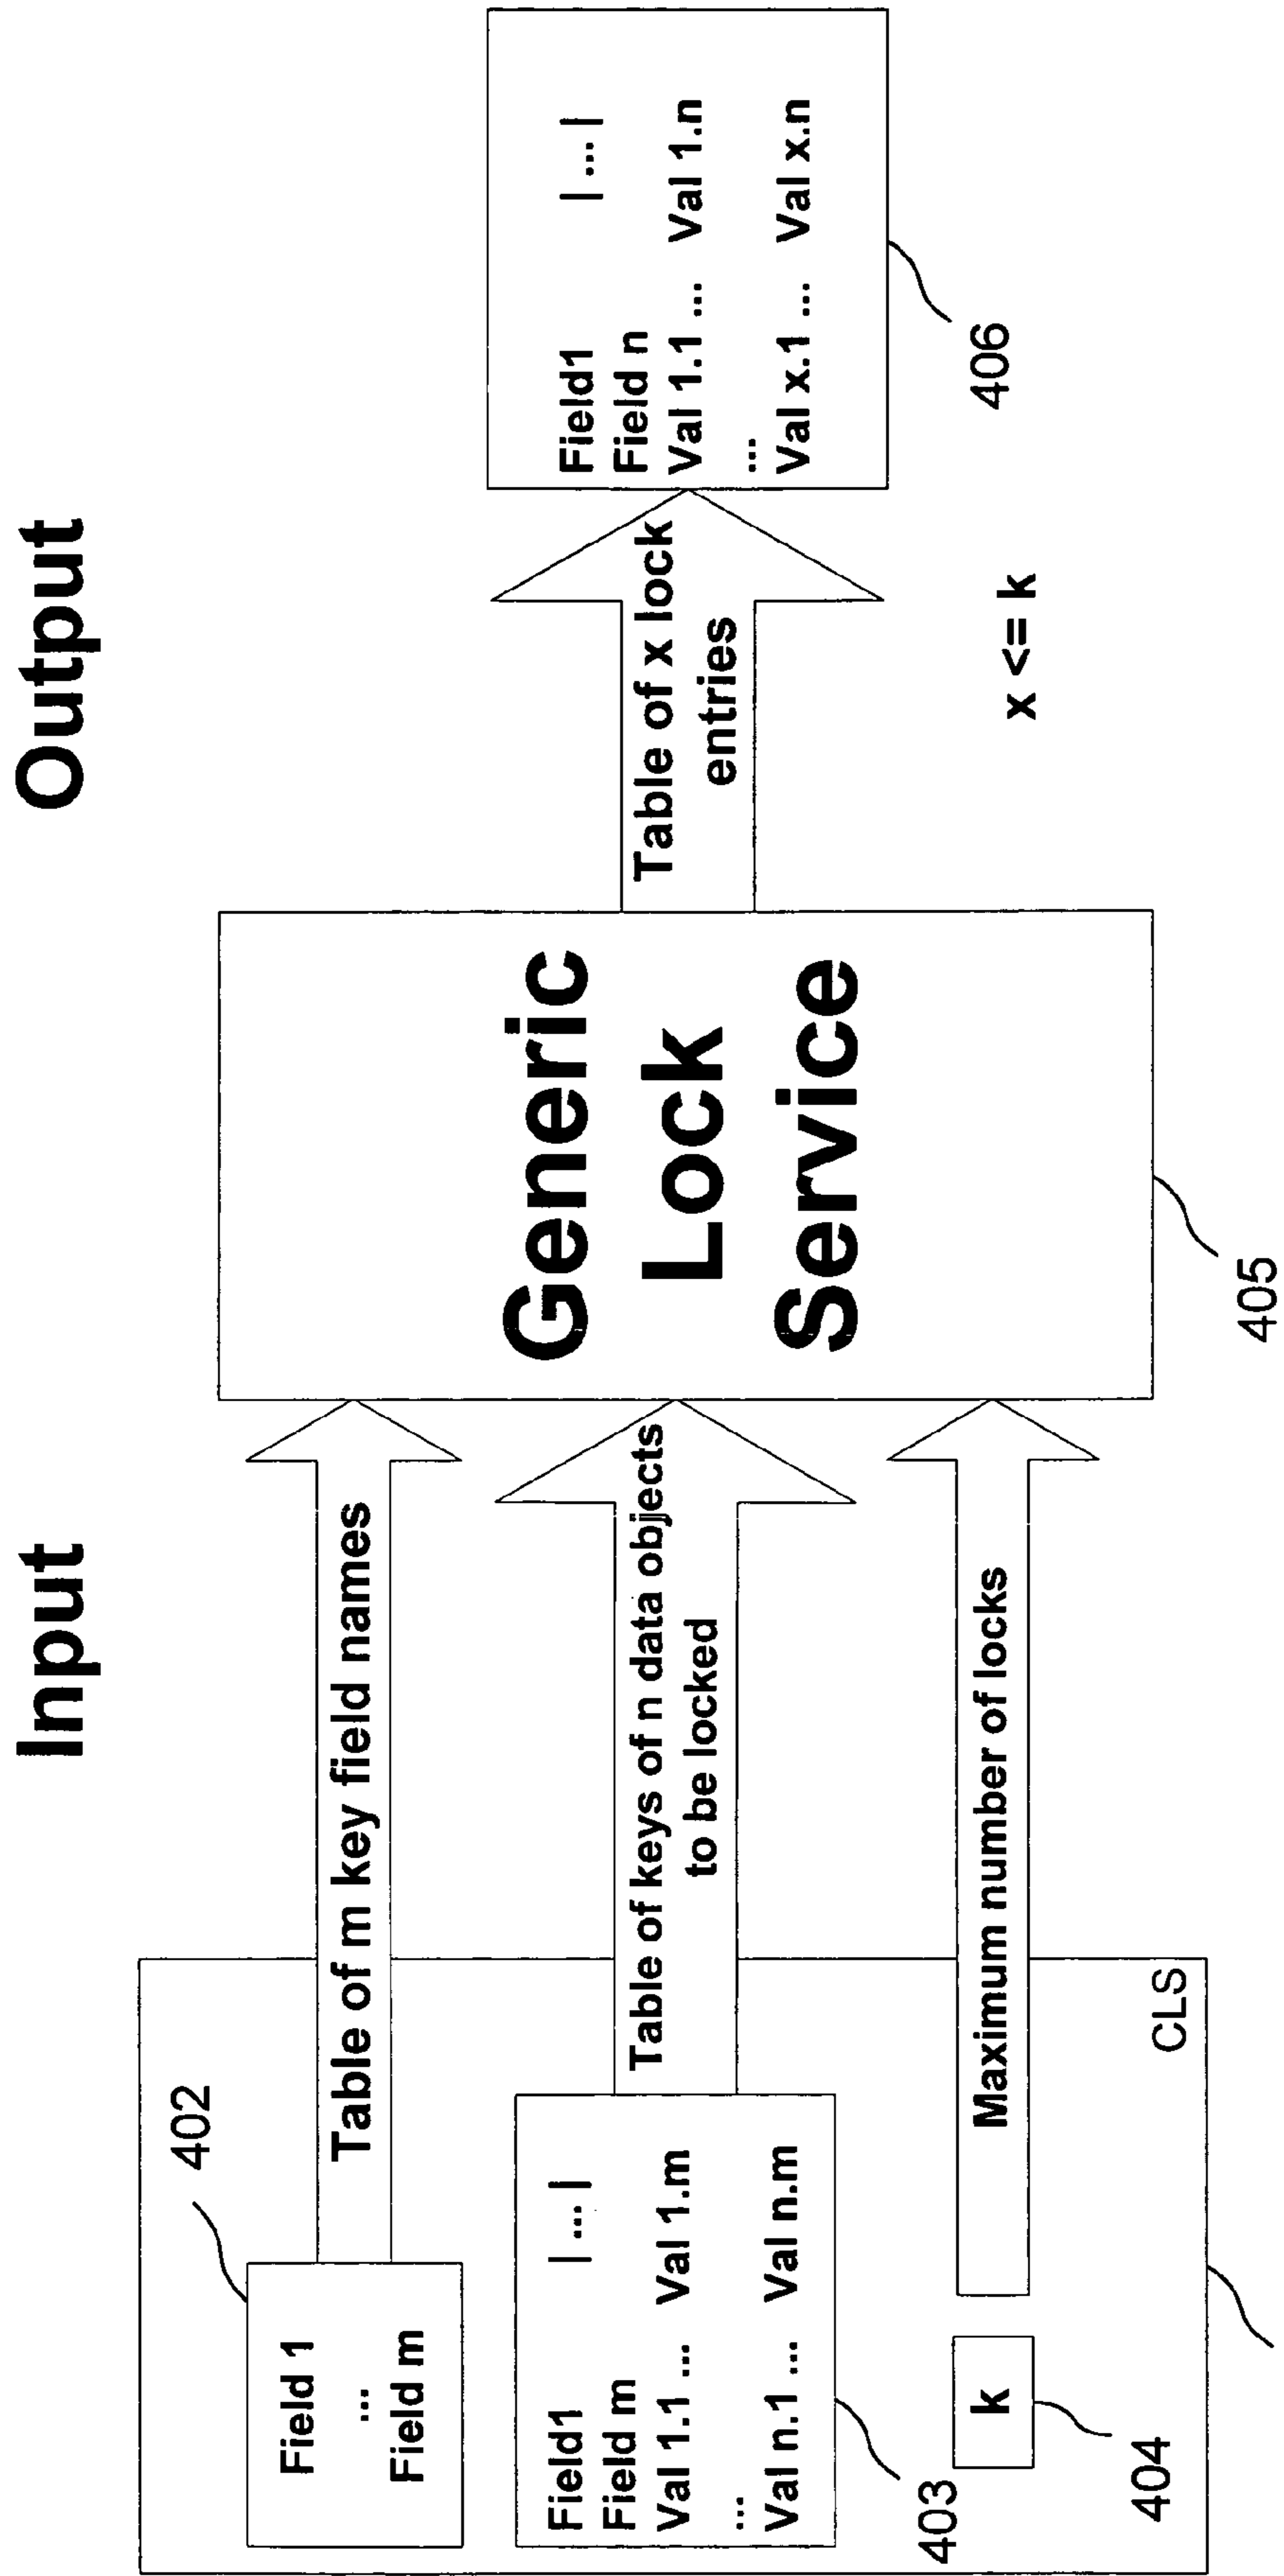 Input
Output
402
Field 1
...
Field m
Table of m key field names
Field1 | ... |
Field m
Val 1.1 ... Val 1.m
...
Val n.1 ... Val n.m
403
Table of keys of n data objects
to be locked
k
404
Maximum number of locks
CLS
Generic
Lock
Service
405
Table of x lock
entries
x <= k
Field1 | ... |
Field n
Val 1.1 ... Val 1.n
...
Val x.1 ... Val x.n
406